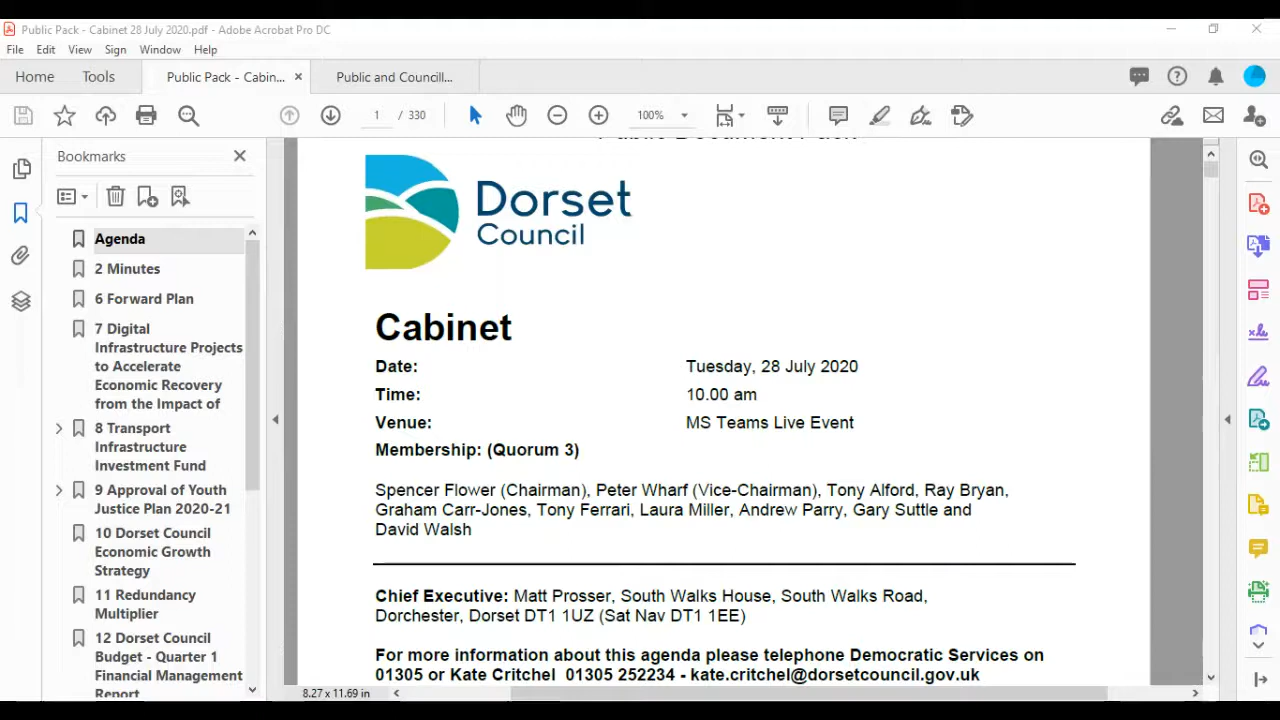 Public Pack - Cabinet 28 July 2020.pdf - Adobe Acrobat Pro DC
File Edit View Sign Window Help
Home Tools Public Pack - Cabin... × Public and Councill...
1 / 330 100%
Bookmarks
Agenda
2 Minutes
6 Forward Plan
7 Digital
Infrastructure Projects
to Accelerate
Economic Recovery
from the Impact of
8 Transport
Infrastructure
Investment Fund
9 Approval of Youth
Justice Plan 2020-21
10 Dorset Council
Economic Growth
Strategy
11 Redundancy
Multiplier
12 Dorset Council
Budget - Quarter 1
Financial Management
Report
Public Document Pack
Dorset
Council
Cabinet
Date: Tuesday, 28 July 2020
Time: 10.00 am
Venue: MS Teams Live Event
Membership: (Quorum 3)
Spencer Flower (Chairman), Peter Wharf (Vice-Chairman), Tony Alford, Ray Bryan,
Graham Carr-Jones, Tony Ferrari, Laura Miller, Andrew Parry, Gary Suttle and
David Walsh
Chief Executive: Matt Prosser, South Walks House, South Walks Road,
Dorchester, Dorset DT1 1UZ (Sat Nav DT1 1EE)
For more information about this agenda please telephone Democratic Services on
01305 or Kate Critchel 01305 252234 - kate.critchel@dorsetcouncil.gov.uk
8.27 x 11.69 in